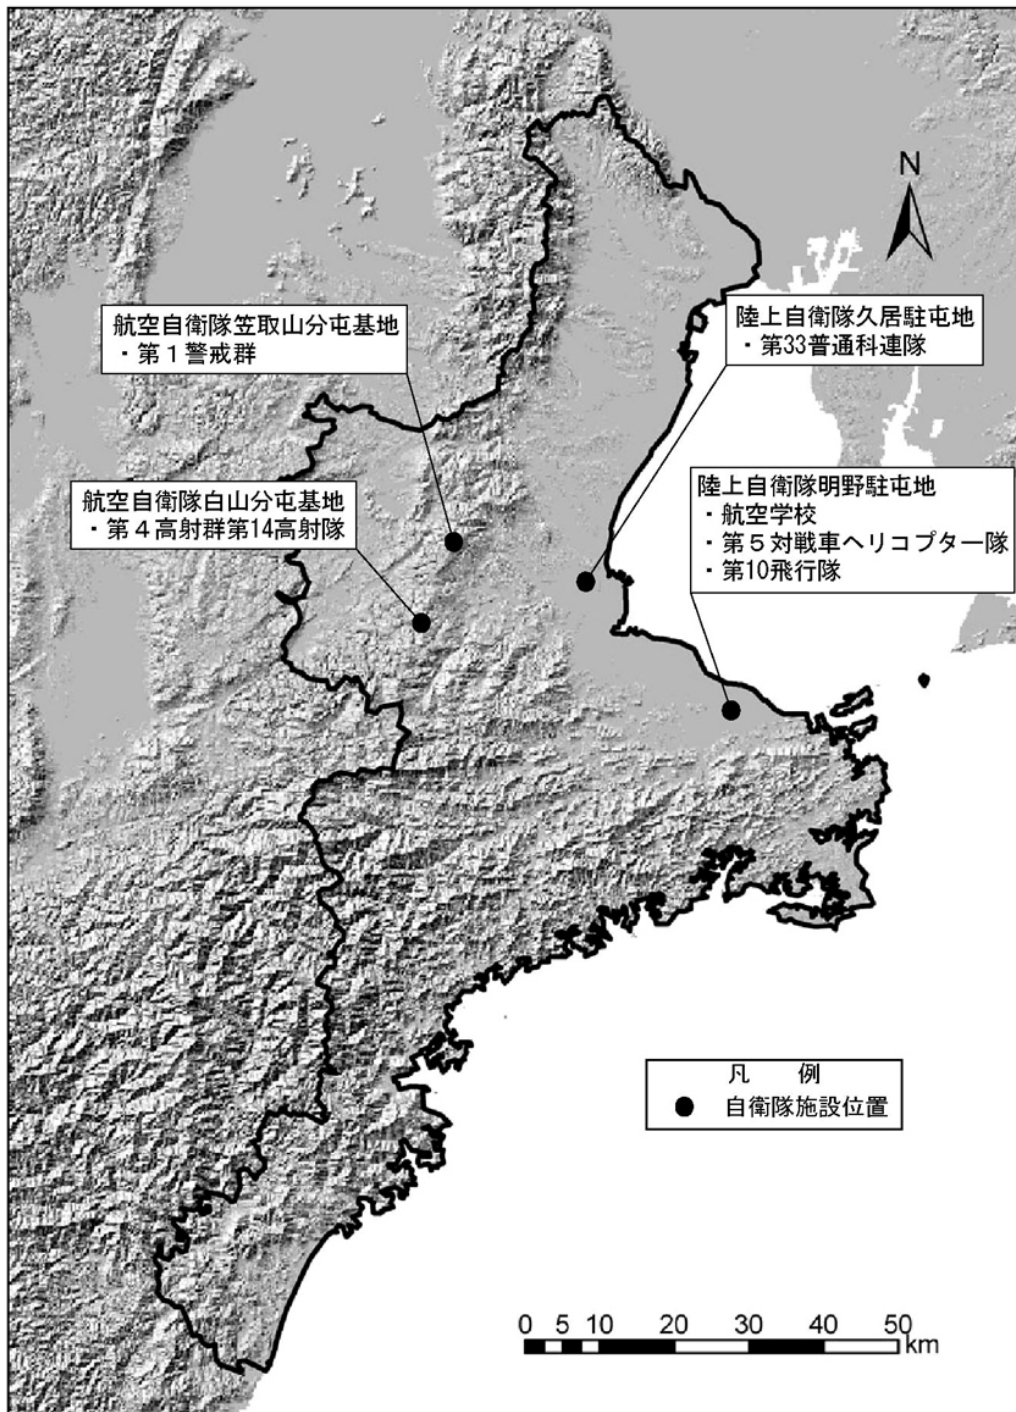 N
航空自衛隊笠取山分屯基地
・第１警戒群
陸上自衛隊久居駐屯地
・第33普通科連隊
航空自衛隊白山分屯基地
・第４高射群第14高射隊
陸上自衛隊明野駐屯地
・航空学校
・第５対戦車ヘリコプター隊
・第10飛行隊
凡　例
自衛隊施設位置
0 5 10 20 30 40 50 km